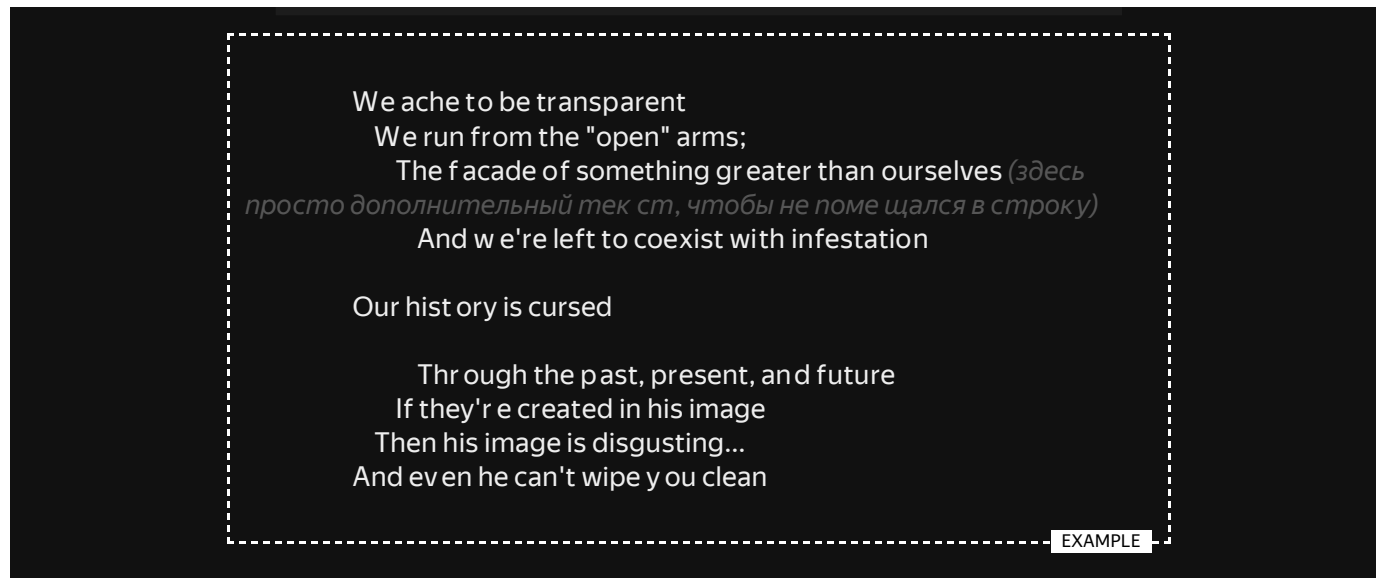 We ache to be transparent
We run from the "open" arms;
The facade of something greater than ourselves (здесь
просто дополнительный текст, чтобы не помещался в строку)
And we're left to coexist with infestation
Our history is cursed
Through the past, present, and future
If they're created in his image
Then his image is disgusting...
And even he can't wipe you clean
EXAMPLE